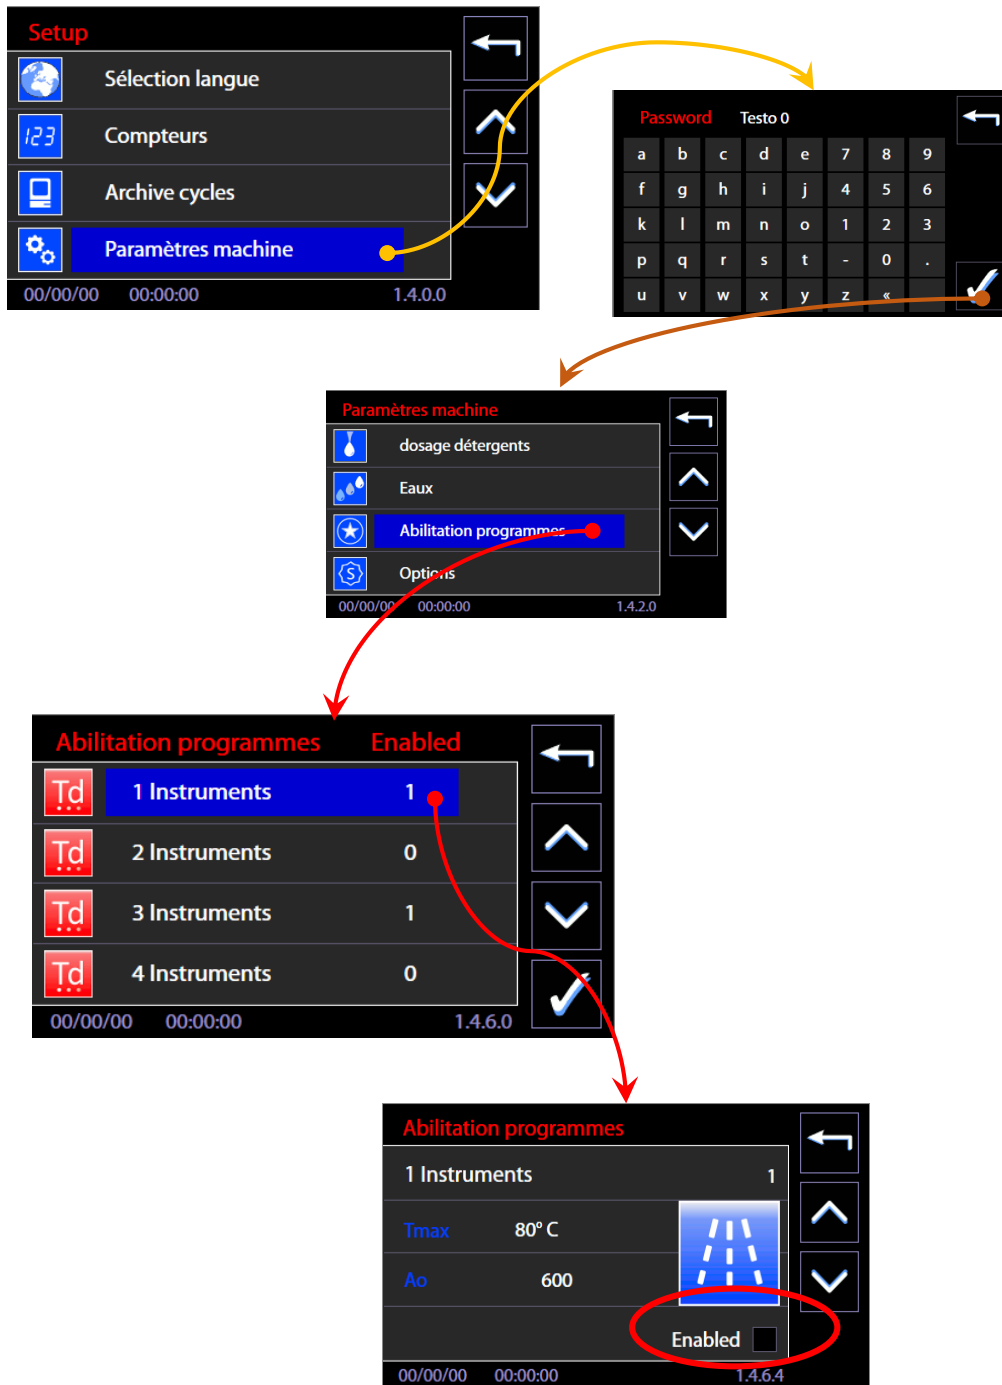 Setup
Sélection langue
123 Compteurs
Archive cycles
Paramètres machine
00/00/00 00:00:00 1.4.0.0
Password Testo 0
a b c d e 7 8 9
f g h i j 4 5 6
k l m n o 1 2 3
p q r s t - 0 .
u v w x y z «
Paramètres machine
dosage détergents
Eaux
Abilitation programmes
S Options
00/00/00 00:00:00 1.4.2.0
Abilitation programmes Enabled
Td 1 Instruments 1
Td 2 Instruments 0
Td 3 Instruments 1
Td 4 Instruments 0
00/00/00 00:00:00 1.4.6.0
Abilitation programmes
1 Instruments 1
Tmax 80° C
Ao 600
Enabled
00/00/00 00:00:00 1.4.6.4